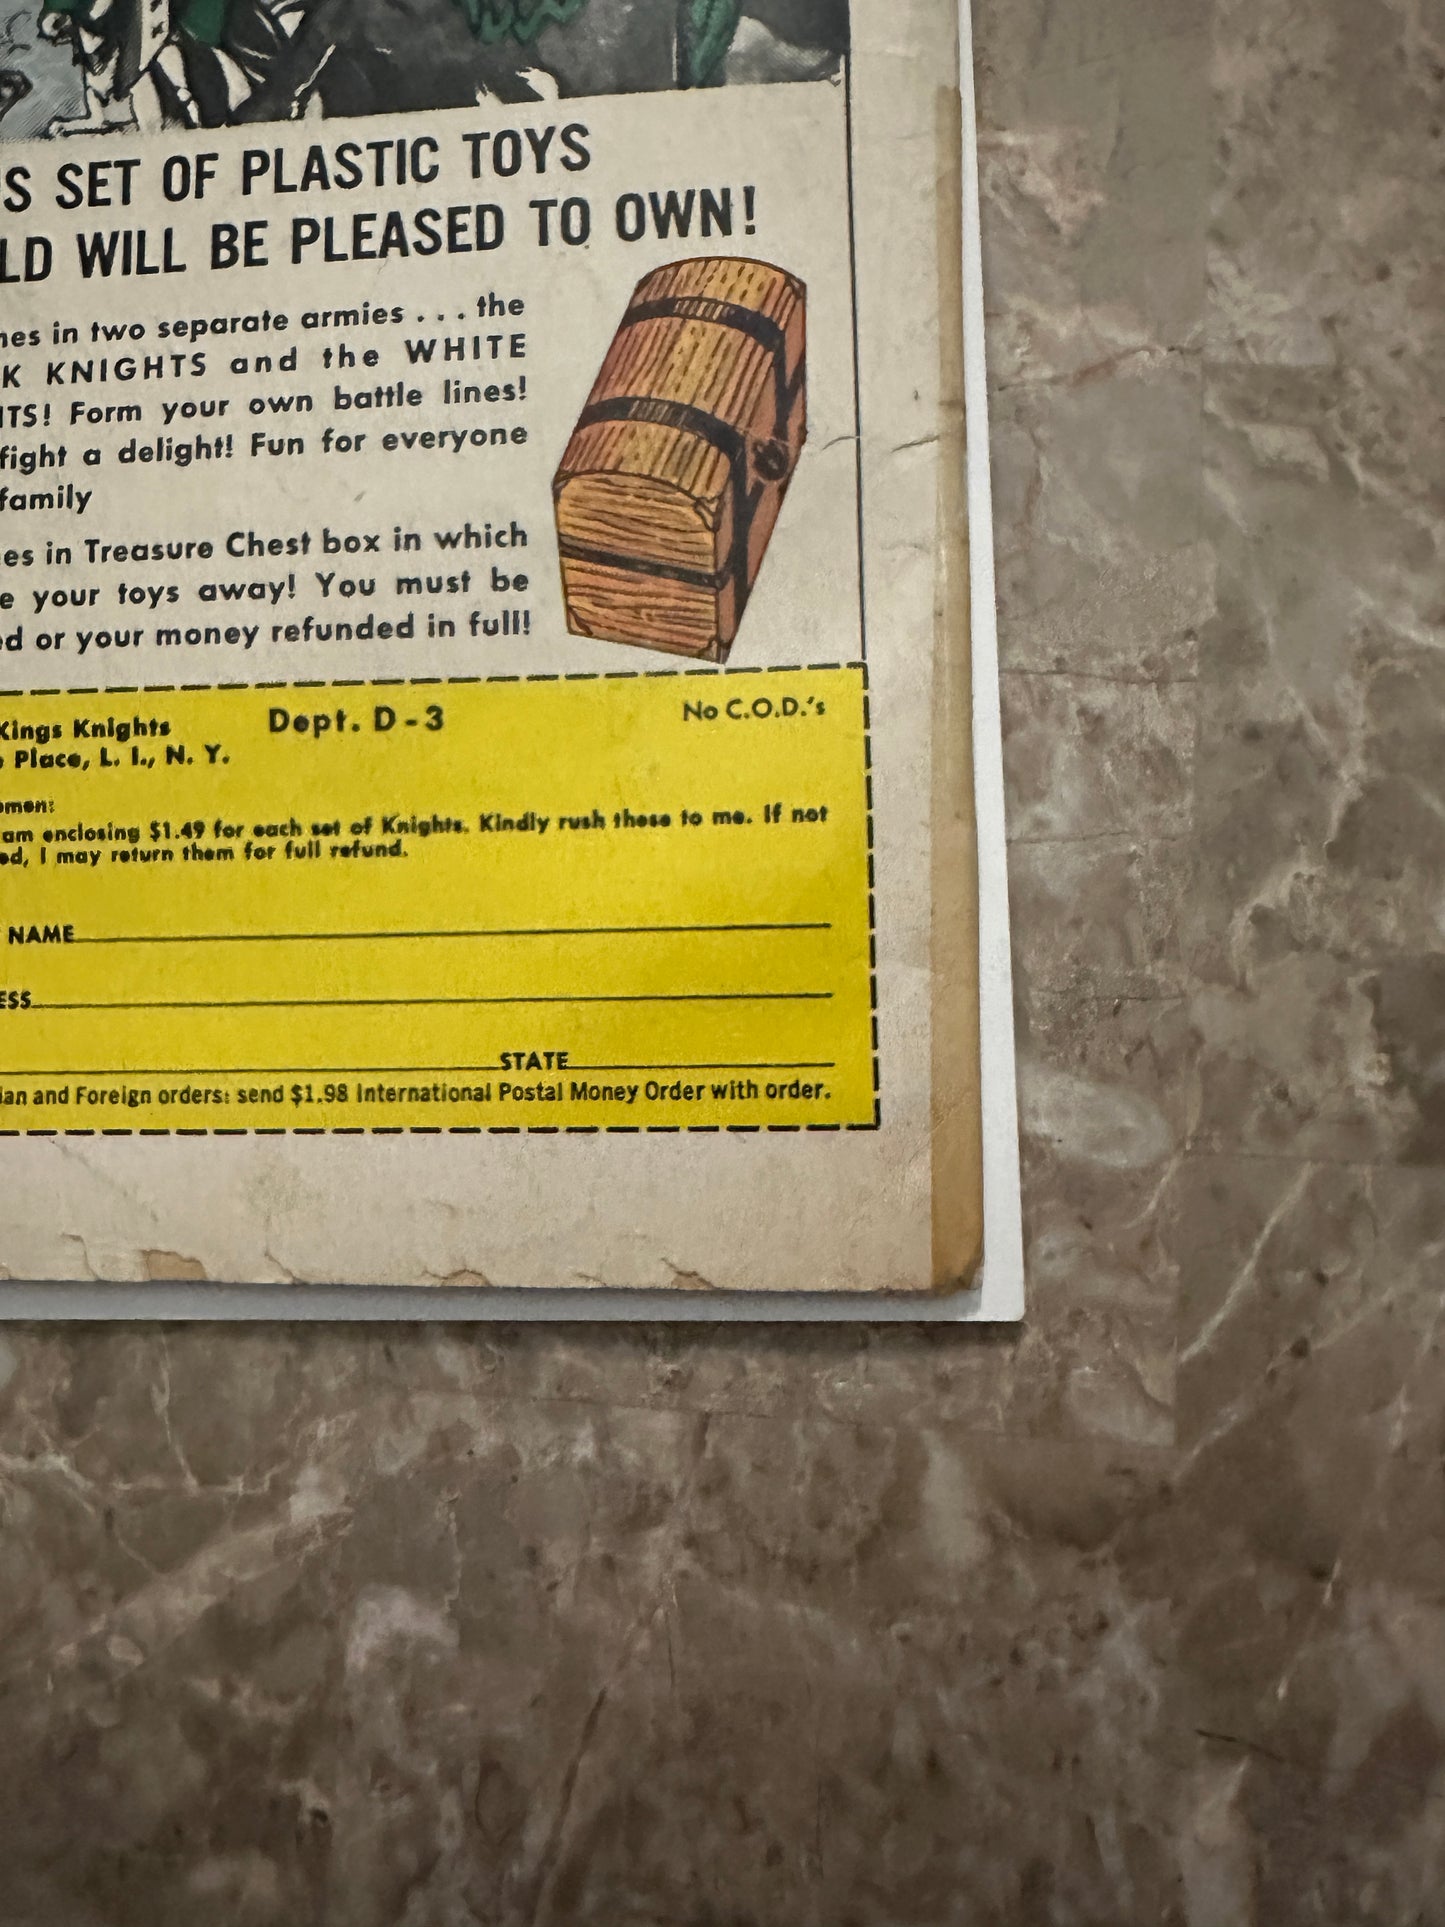 S SET OF PLASTIC TOYS
LD WILL BE PLEASED TO OWN!
nes in two separate armies . . . the
K KNIGHTS and the WHITE
HTS! Form your own battle lines!
fight a delight! Fun for everyone
family
es in Treasure Chest box in which
e your toys away! You must be
ed or your money refunded in full!
Kings Knights Dept. D-3 No C.O.D.'s
Place, L. I., N. Y.
omen:
am enclosing $1.49 for each set of Knights. Kindly rush these to me. If not
ed, I may return them for full refund.
NAME
ESS
STATE
ian and Foreign orders: send $1.98 International Postal Money Order with order.